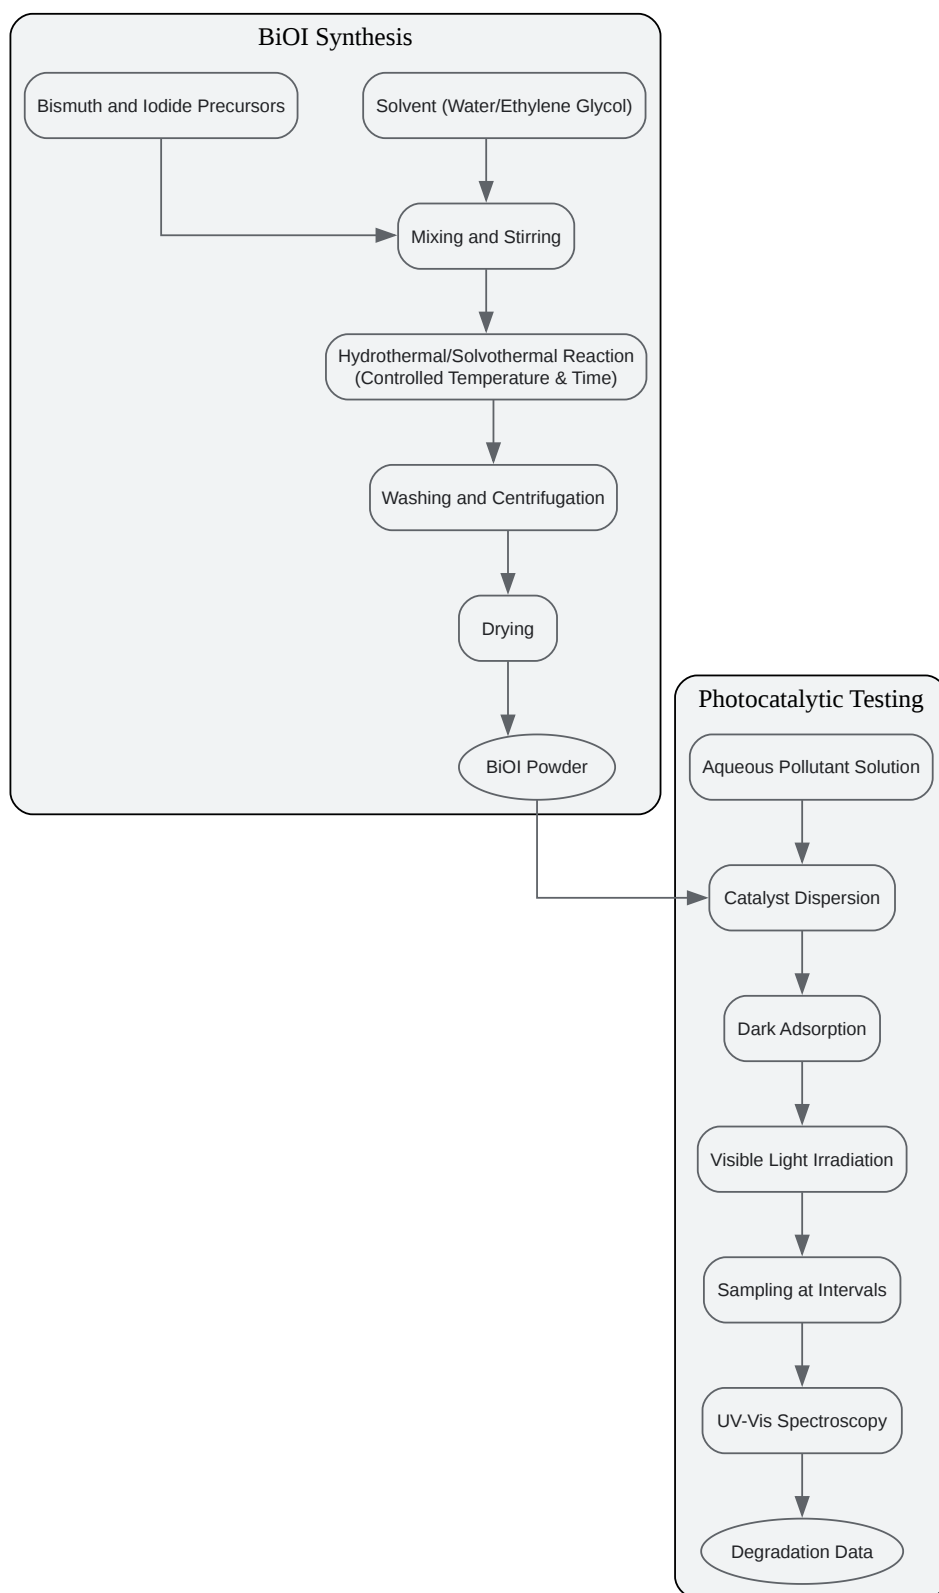 BiOI Synthesis
Bismuth and Iodide Precursors
Solvent (Water/Ethylene Glycol)
Mixing and Stirring
Hydrothermal/Solvothermal Reaction
(Controlled Temperature & Time)
Washing and Centrifugation
Drying
BiOI Powder
Photocatalytic Testing
Aqueous Pollutant Solution
Catalyst Dispersion
Dark Adsorption
Visible Light Irradiation
Sampling at Intervals
UV-Vis Spectroscopy
Degradation Data